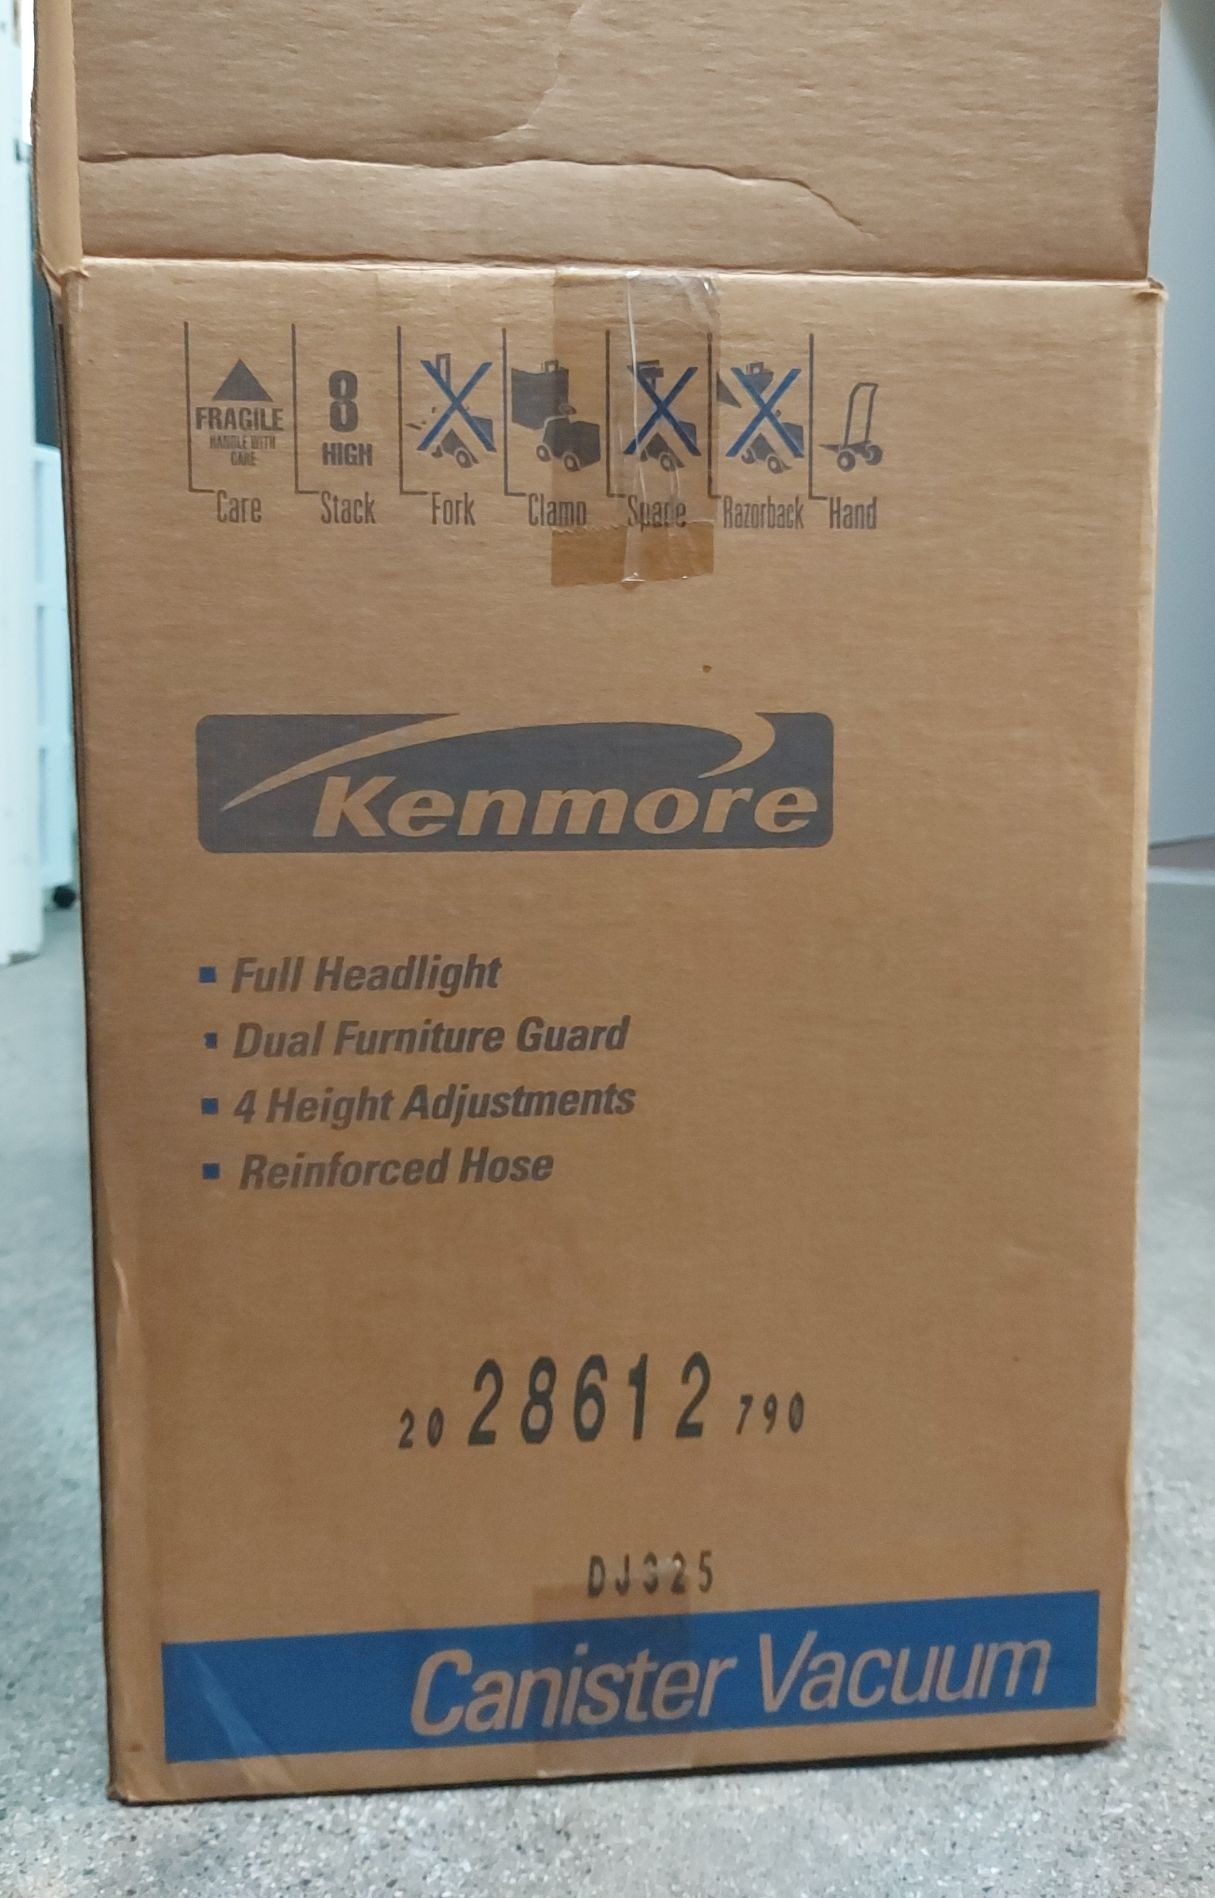 FRAGILE
HANDLE WITH
CARE
8
HIGH
Care Stack Fork Clamp Spade Razorback Hand
Kenmore
▪ Full Headlight
▪ Dual Furniture Guard
▪ 4 Height Adjustments
▪ Reinforced Hose
20 28612 790
DJ325
Canister Vacuum